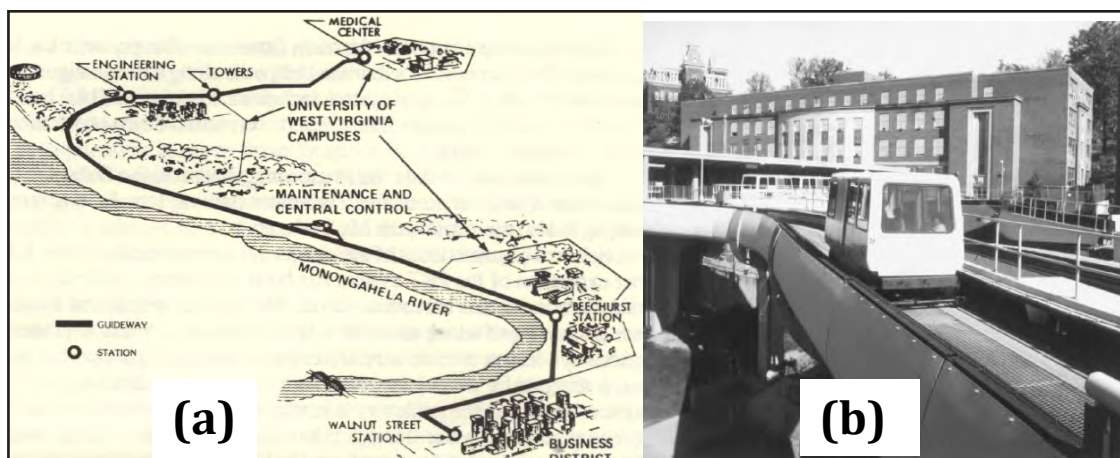 MEDICAL
CENTER
ENGINEERING
STATION
TOWERS
UNIVERSITY OF
WEST VIRGINIA
CAMPUSES
MAINTENANCE AND
CENTRAL CONTROL
MONONGAHELA RIVER
BEECHURST
STATION
GUIDEWAY
STATION
WALNUT STREET
STATION
BUSINESS
DISTRICT
(a)
(b)